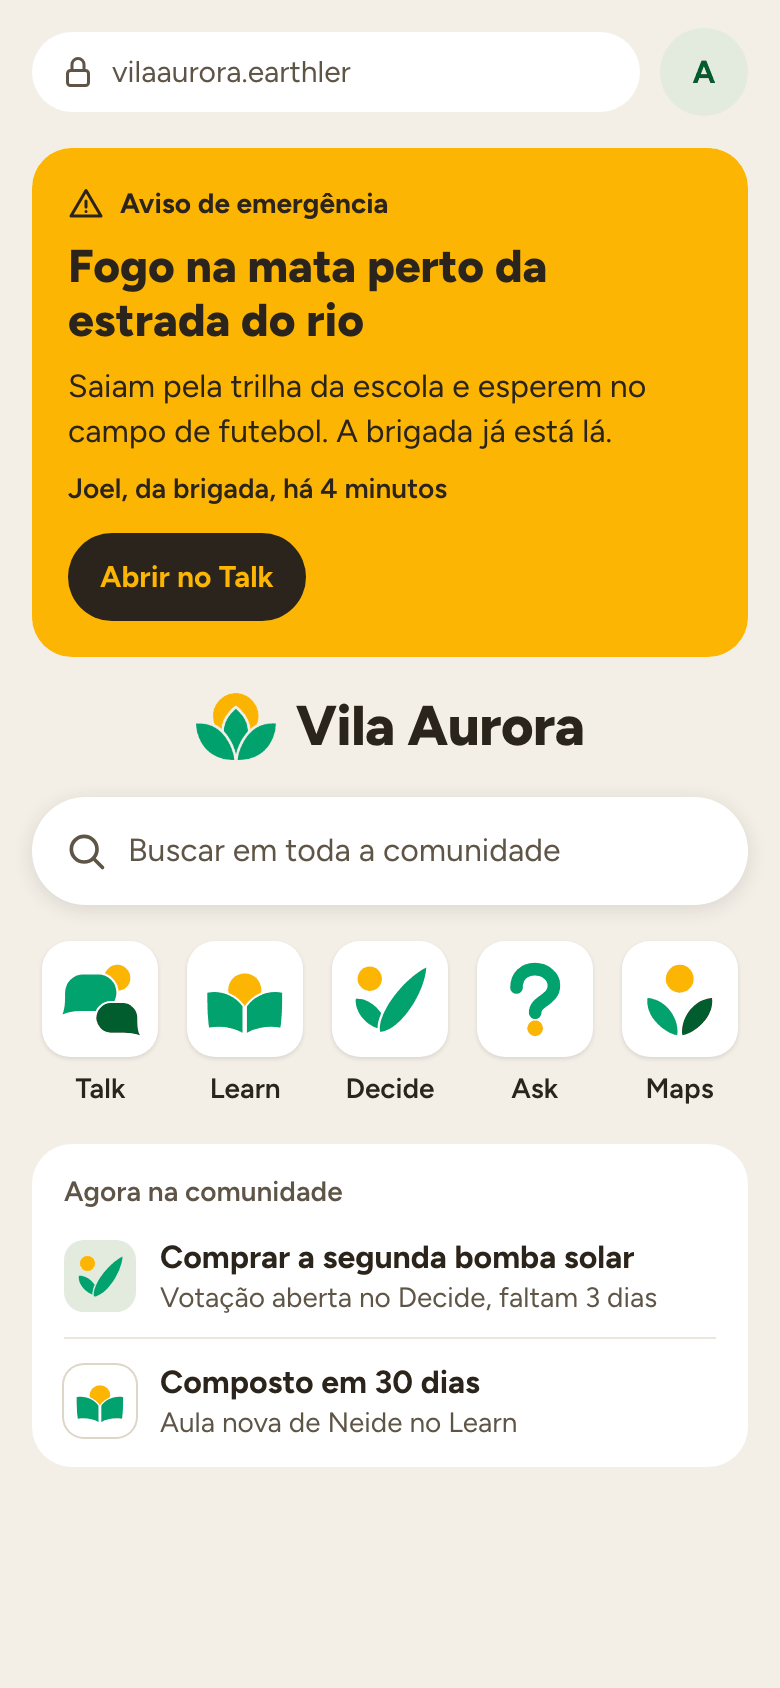 vilaaurora.earthler
A
Aviso de emergência
Fogo na mata perto da
estrada do rio
Saiam pela trilha da escola e esperem no
campo de futebol. A brigada já está lá.
Joel, da brigada, há 4 minutos
Abrir no Talk
Vila Aurora
Buscar em toda a comunidade
Talk
Learn
Decide
Ask
Maps
Agora na comunidade
Comprar a segunda bomba solar
Votação aberta no Decide, faltam 3 dias
Composto em 30 dias
Aula nova de Neide no Learn